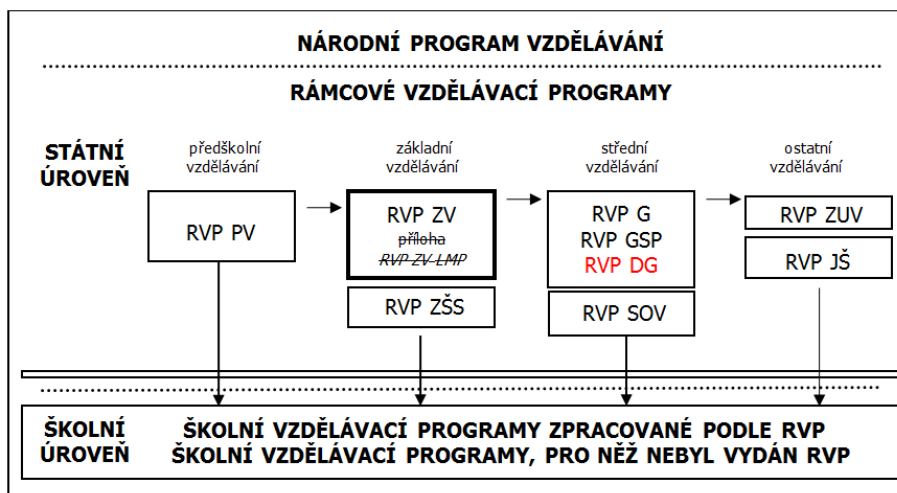 NÁRODNÍ PROGRAM VZDĚLÁVÁNÍ
RÁMCOVÉ VZDĚLÁVACÍ PROGRAMY
STÁTNÍ
ÚROVEŇ
předškolní
vzdělávání
základní
vzdělávání
střední
vzdělávání
ostatní
vzdělávání
RVP PV
RVP ZV
příloha
RVP ZV-LMP
RVP ZŠS
RVP G
RVP GSP
RVP DG
RVP SOV
RVP ZUV
RVP JŠ
ŠKOLNÍ
ÚROVEŇ
ŠKOLNÍ VZDĚLÁVACÍ PROGRAMY ZPRACOVANÉ PODLE RVP
ŠKOLNÍ VZDĚLÁVACÍ PROGRAMY, PRO NĚŽ NEBYL VYDÁN RVP